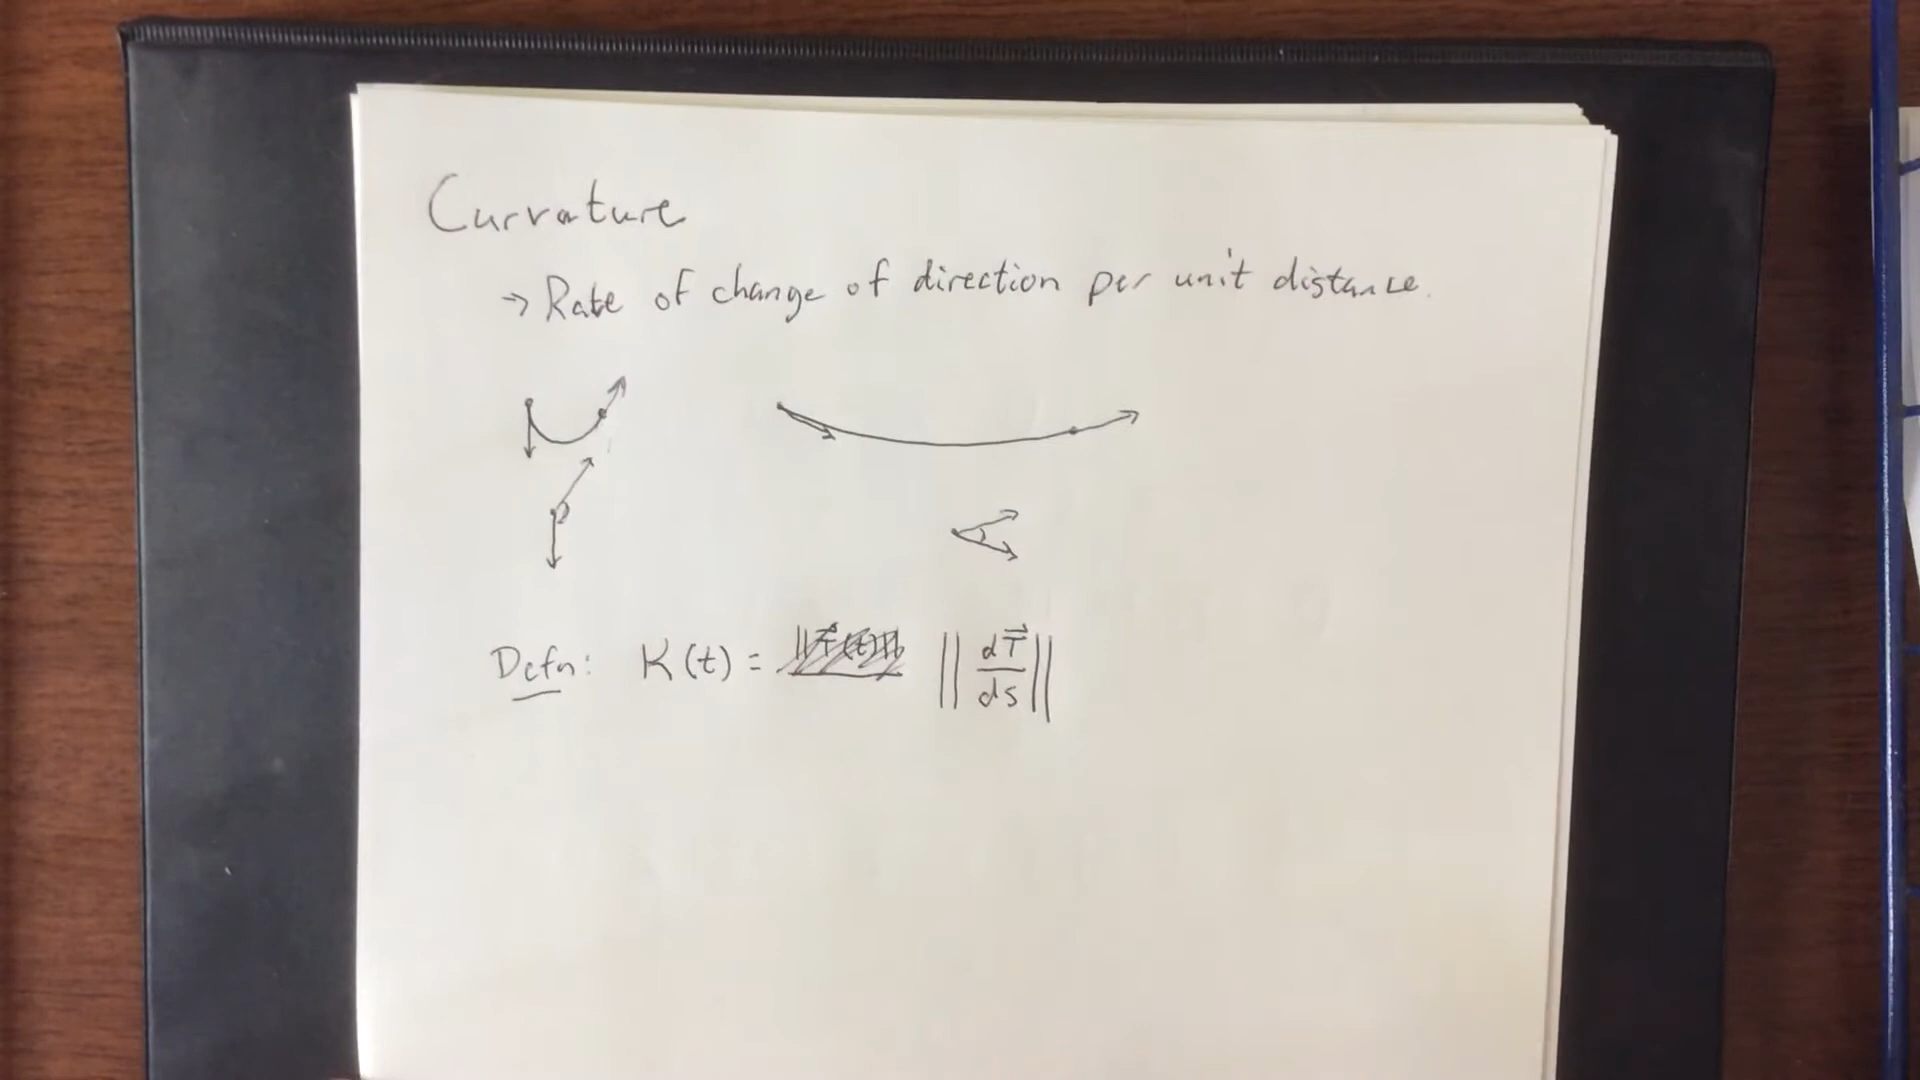 Curvature
→ Rate of change of direction per unit distance.
Defn: K(t) = || dT⃗/ds ||